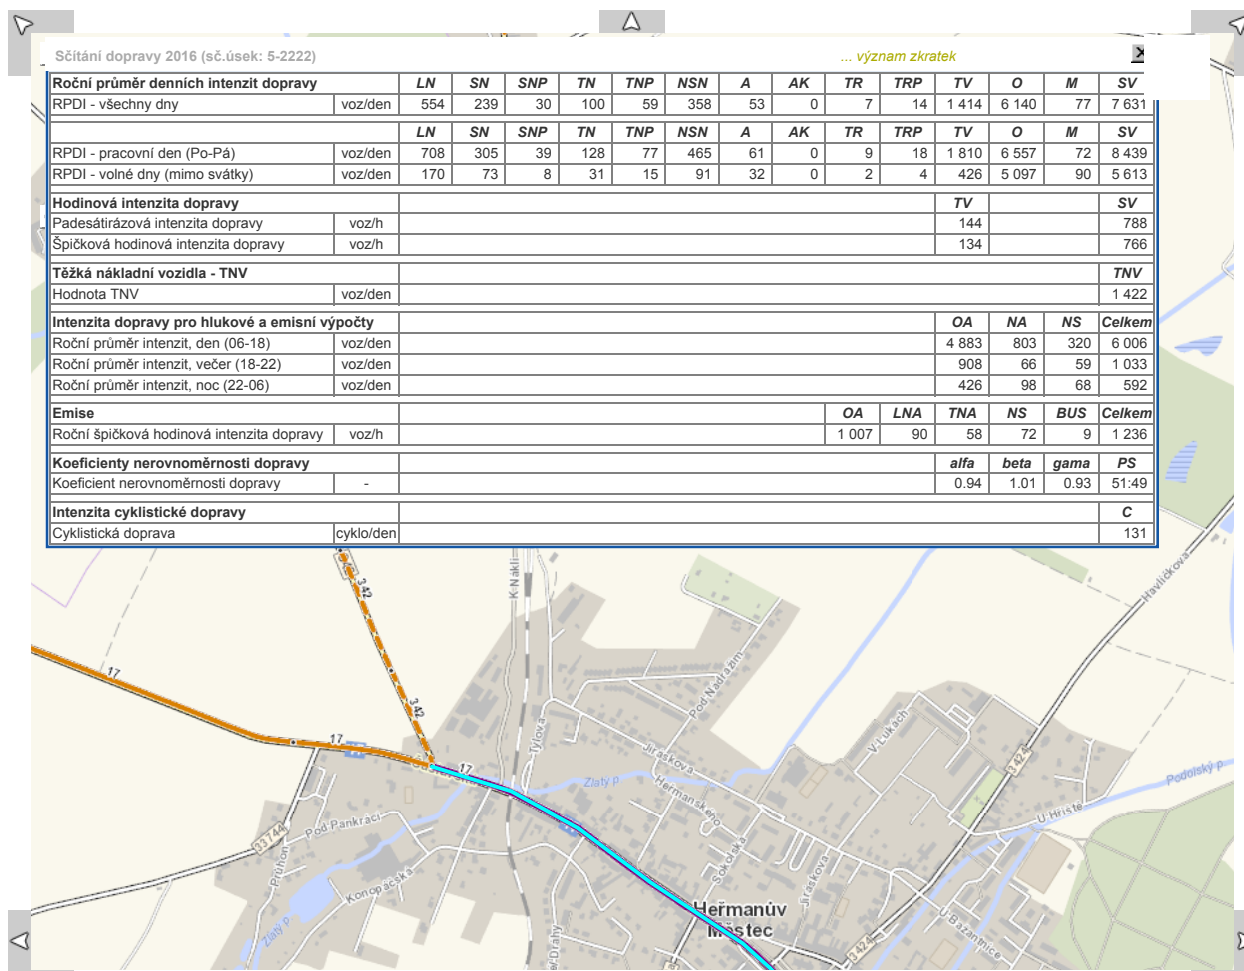 Sčítání dopravy 2016 (sč.úsek: 5-2222) ... význam zkratek
Roční průměr denních intenzit dopravy LN SN SNP TN TNP NSN A AK TR TRP TV O M SV
RPDI - všechny dny voz/den 554 239 30 100 59 358 53 0 7 14 1 414 6 140 77 7 631
LN SN SNP TN TNP NSN A AK TR TRP TV O M SV
RPDI - pracovní den (Po-Pá) voz/den 708 305 39 128 77 465 61 0 9 18 1 810 6 557 72 8 439
RPDI - volné dny (mimo svátky) voz/den 170 73 8 31 15 91 32 0 2 4 426 5 097 90 5 613
Hodinová intenzita dopravy TV SV
Padesátirázová intenzita dopravy voz/h 144 788
Špičková hodinová intenzita dopravy voz/h 134 766
Těžká nákladní vozidla - TNV TNV
Hodnota TNV voz/den 1 422
Intenzita dopravy pro hlukové a emisní výpočty OA NA NS Celkem
Roční průměr intenzit, den (06-18) voz/den 4 883 803 320 6 006
Roční průměr intenzit, večer (18-22) voz/den 908 66 59 1 033
Roční průměr intenzit, noc (22-06) voz/den 426 98 68 592
Emise OA LNA TNA NS BUS Celkem
Roční špičková hodinová intenzita dopravy voz/h 1 007 90 58 72 9 1 236
Koeficienty nerovnoměrnosti dopravy alfa beta gama PS
Koeficient nerovnoměrnosti dopravy - 0.94 1.01 0.93 51:49
Intenzita cyklistické dopravy C
Cyklistická doprava cyklo/den 131
342
K Nákli
Havlíčkova
17
342
Pod Nádražím
17
Tylova
V Lukách
Jiráskova
3424
17
Zlatý p.
Podolský p.
Heřmanského
U Hřiště
Pod Pankrácí
33744
Průhon
Sokolská
Jiráskova
Konopáčská
Heřmanův
Městec
U Bažantnice
Zlatý p.
3424